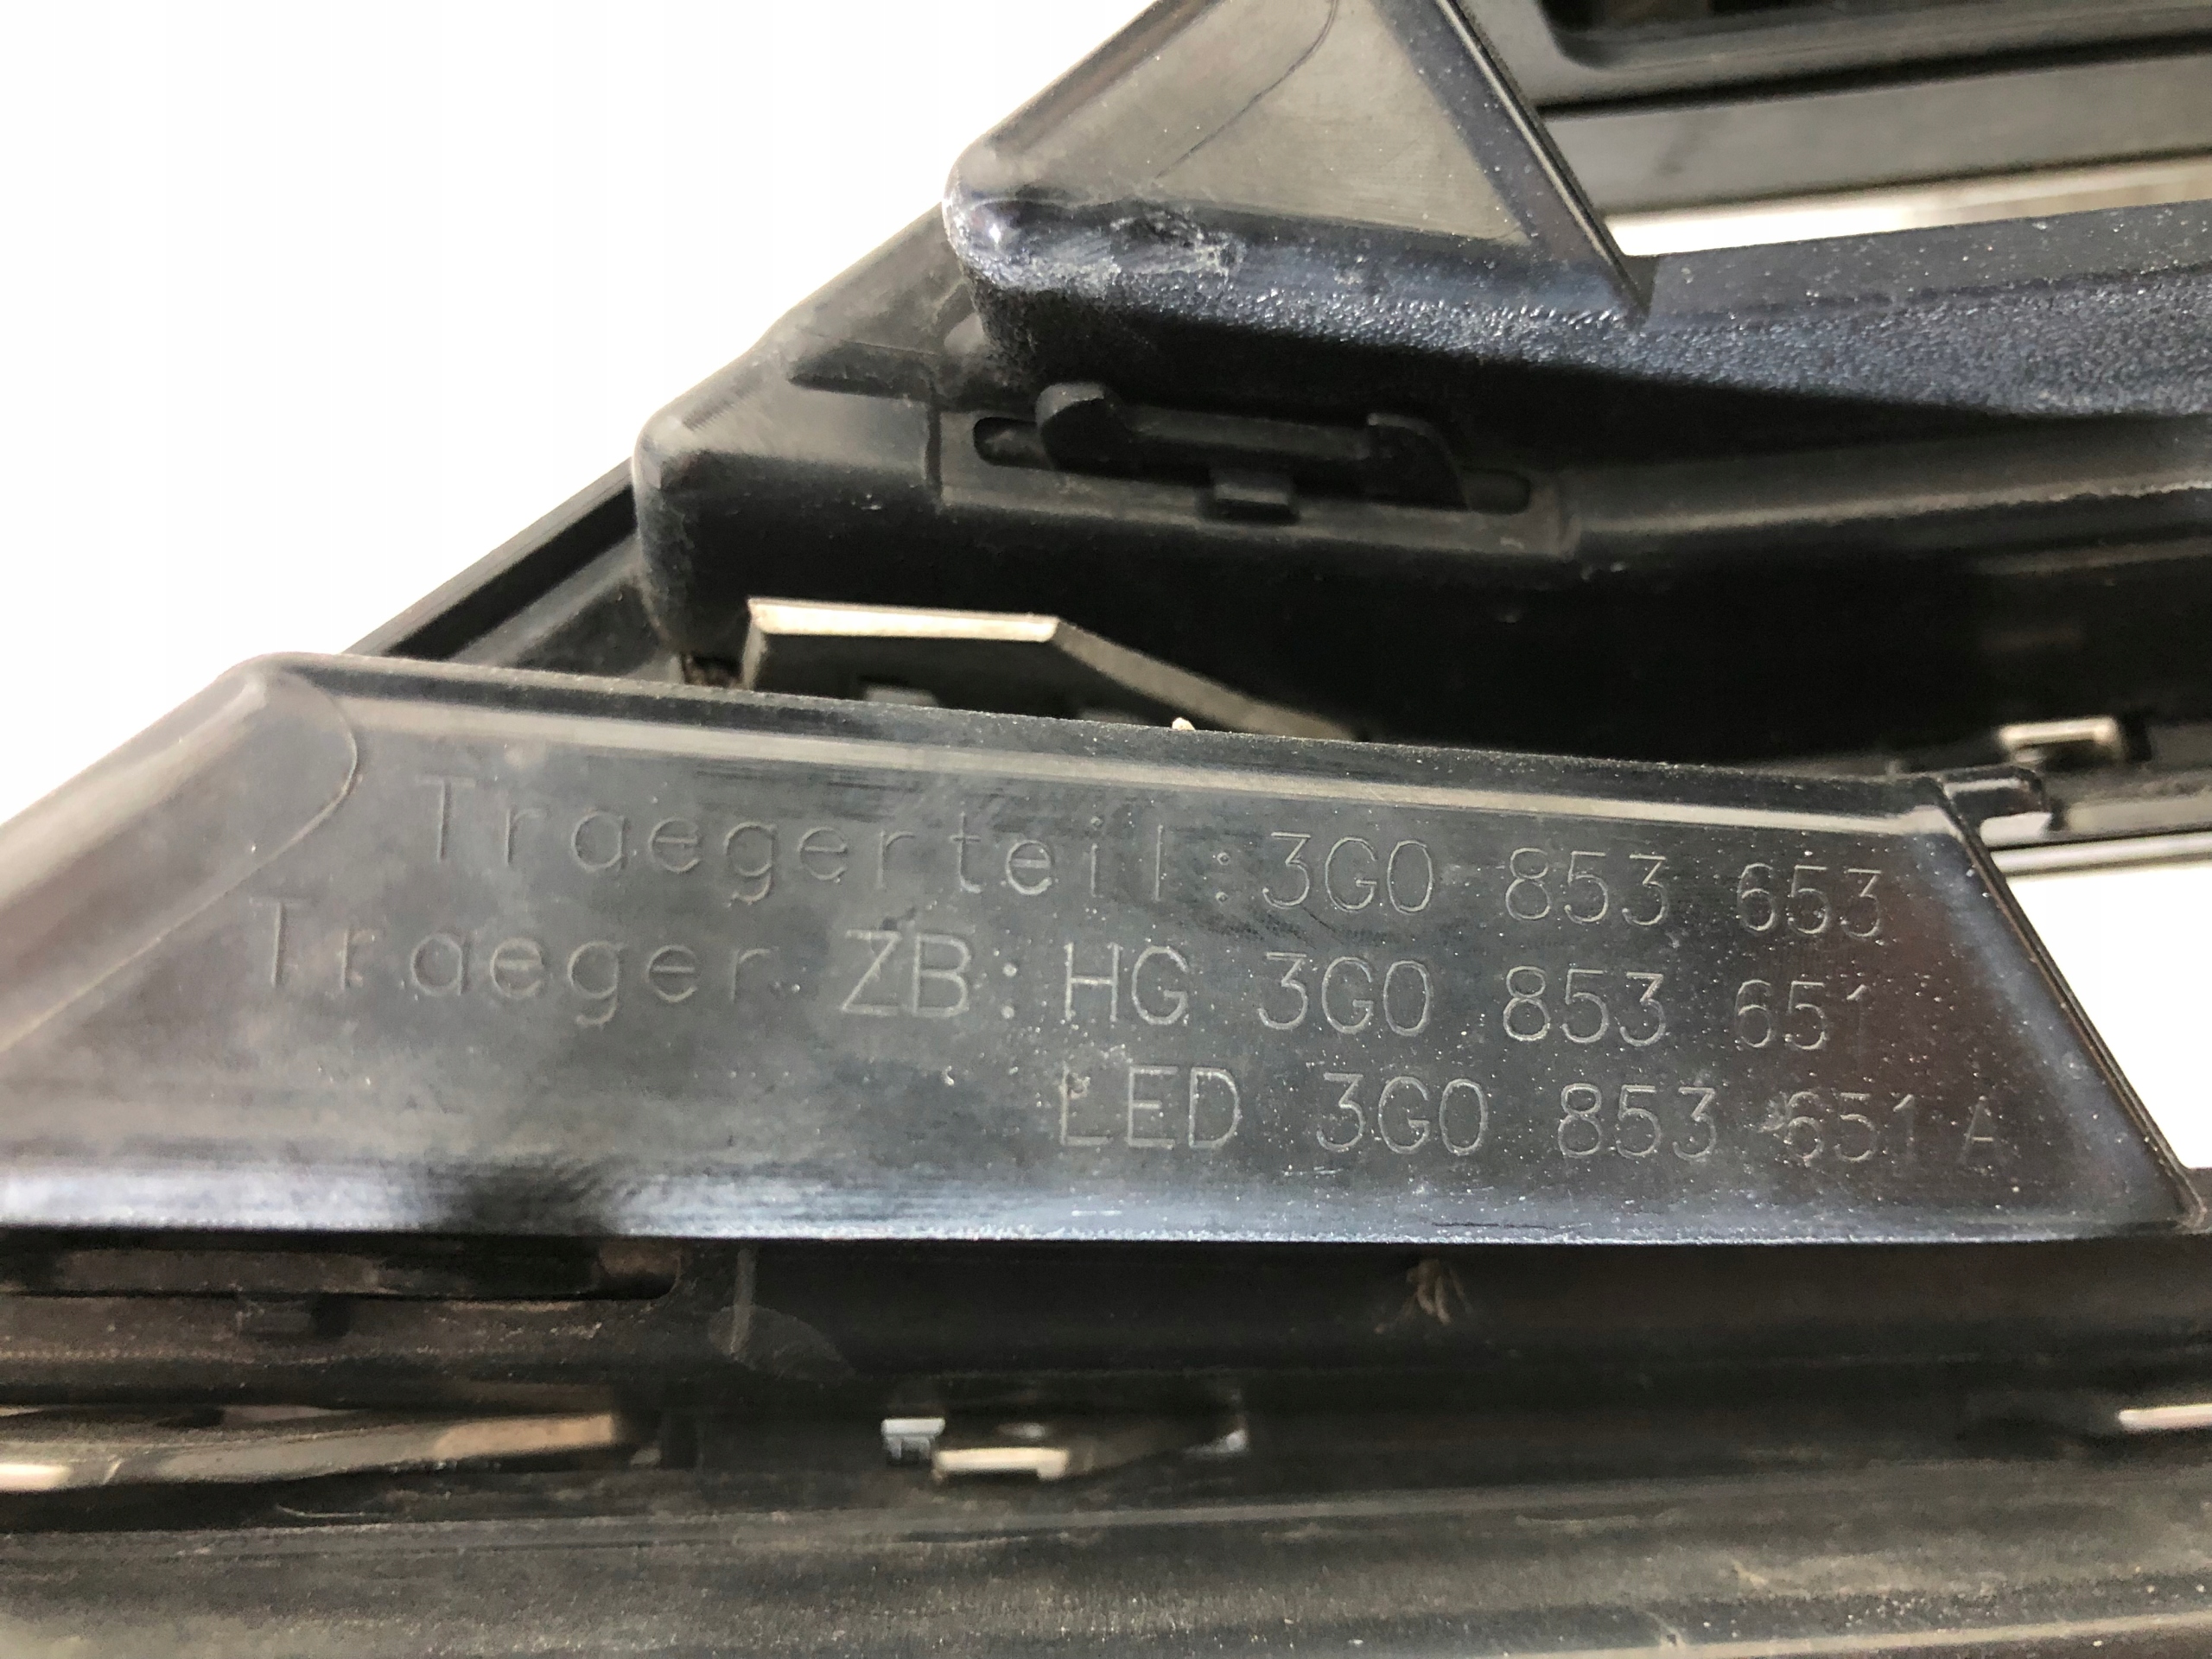 Traegerteil: 3G0 853 653
Traeger ZB: HG 3G0 853 651
LED 3G0 853 651 A